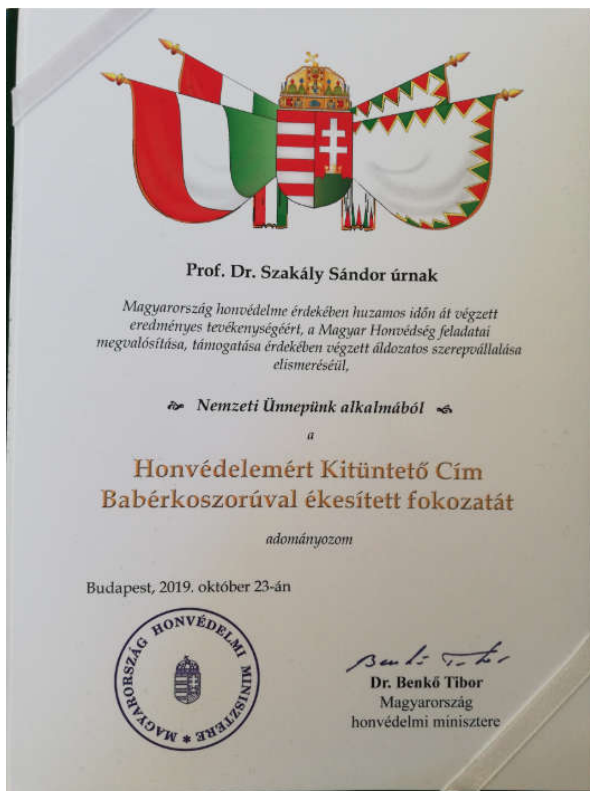 Prof. Dr. Szakály Sándor úrnak
Magyarország honvédelme érdekében huzamos időn át végzett
eredményes tevékenységéért, a Magyar Honvédség feladatai
megvalósítása, támogatása érdekében végzett áldozatos szerepvállalása
elismeréséül,
Nemzeti Ünnepünk alkalmából
a
Honvédelemért Kitüntető Cím
Babérkoszorúval ékesített fokozatát
adományozom
Budapest, 2019. október 23-án
MAGYARORSZÁG HONVÉDELMI MINISZTERE *
Benkő Tibor
Dr. Benkő Tibor
Magyarország
honvédelmi minisztere